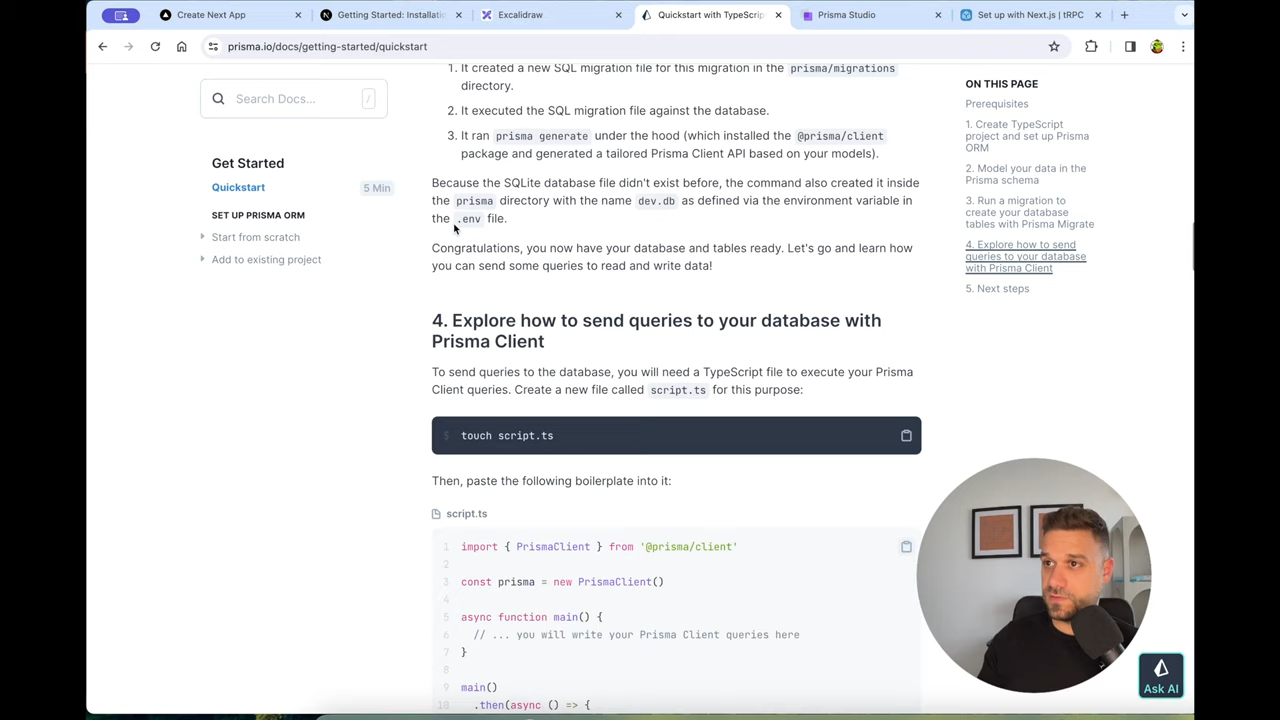 Create Next App
Getting Started: Installatio
Excalidraw
Quickstart with TypeScript
Prisma Studio
Set up with Next.js | tRPC
prisma.io/docs/getting-started/quickstart
Search Docs... /
Get Started
Quickstart 5 Min
SET UP PRISMA ORM
Start from scratch
Add to existing project
1. It created a new SQL migration file for this migration in the prisma/migrations
directory.
2. It executed the SQL migration file against the database.
3. It ran prisma generate under the hood (which installed the @prisma/client
package and generated a tailored Prisma Client API based on your models).
Because the SQLite database file didn't exist before, the command also created it inside
the prisma directory with the name dev.db as defined via the environment variable in
the .env file.
Congratulations, you now have your database and tables ready. Let's go and learn how
you can send some queries to read and write data!
4. Explore how to send queries to your database with
Prisma Client
To send queries to the database, you will need a TypeScript file to execute your Prisma
Client queries. Create a new file called script.ts for this purpose:
$ touch script.ts
Then, paste the following boilerplate into it:
script.ts
1 import { PrismaClient } from '@prisma/client'
2
3 const prisma = new PrismaClient()
4
5 async function main() {
6 // ... you will write your Prisma Client queries here
7 }
8
9 main()
10 .then(async () => {
ON THIS PAGE
Prerequisites
1. Create TypeScript
project and set up Prisma
ORM
2. Model your data in the
Prisma schema
3. Run a migration to
create your database
tables with Prisma Migrate
4. Explore how to send
queries to your database
with Prisma Client
5. Next steps
Ask AI